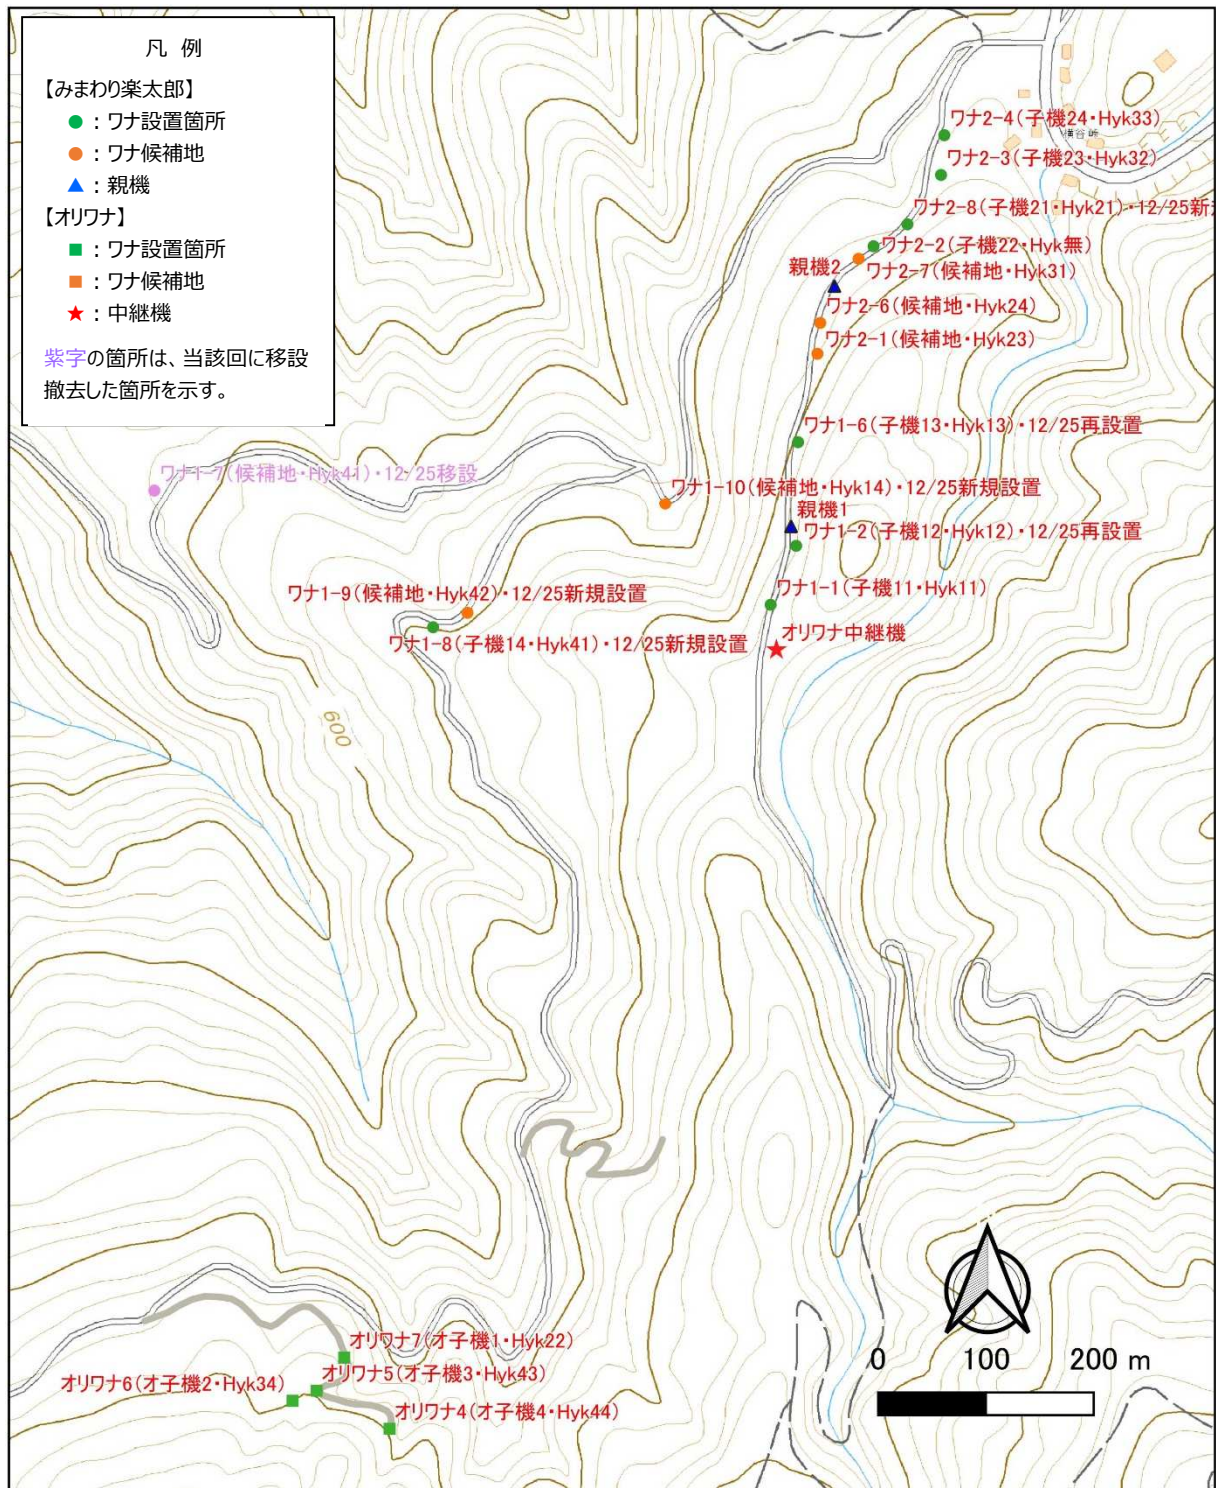 凡 例
【みまわり楽太郎】
●：ワナ設置箇所
●：ワナ候補地
▲：親機
【オリワナ】
■：ワナ設置箇所
■：ワナ候補地
★：中継機
紫字の箇所は、当該回に移設
撤去した箇所を示す。
ワナ2-4(子機24・Hyk33)
横谷峠
ワナ2-3(子機23・Hyk32)
ワナ2-8(子機21・Hyk21)・12/25新
ワナ2-2(子機22・Hyk無)
親機2
ワナ2-7(候補地・Hyk31)
ワナ2-6(候補地・Hyk24)
ワナ2-1(候補地・Hyk23)
ワナ1-6(子機13・Hyk13)・12/25再設置
ワナ1-7(候補地・Hyk41)・12/25移設
ワナ1-10(候補地・Hyk14)・12/25新規設置
親機1
ワナ1-2(子機12・Hyk12)・12/25再設置
ワナ1-1(子機11・Hyk11)
ワナ1-9(候補地・Hyk42)・12/25新規設置
オリワナ中継機
ワナ1-8(子機14・Hyk41)・12/25新規設置
600
オリワナ7(オ子機1・Hyk22)
オリワナ5(オ子機3・Hyk43)
オリワナ6(オ子機2・Hyk34)
オリワナ4(オ子機4・Hyk44)
0 100 200 m